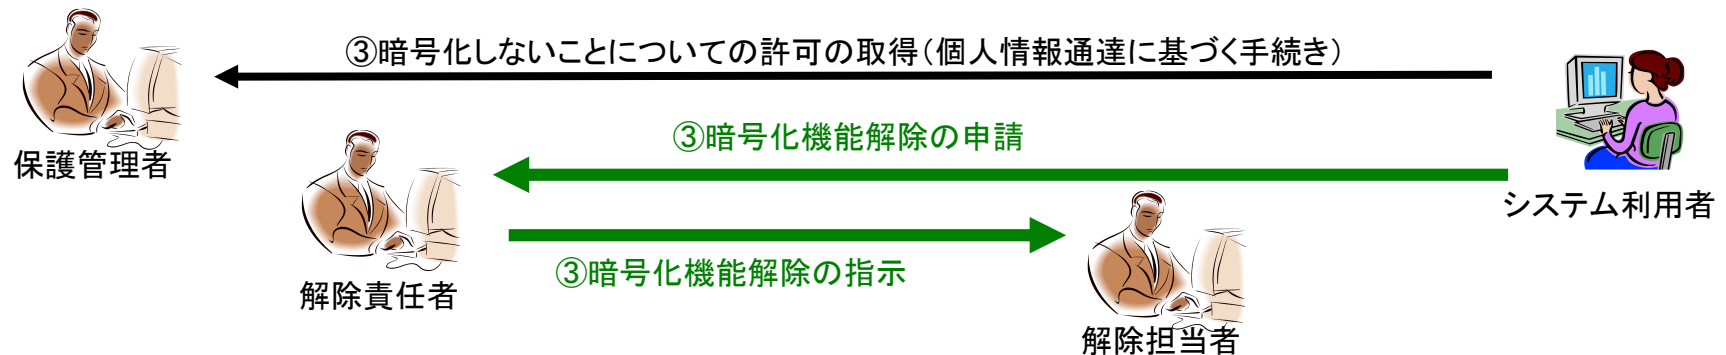 ③暗号化しないことについての許可の取得(個人情報通達に基づく手続き)
保護管理者
③暗号化機能解除の申請
システム利用者
③暗号化機能解除の指示
解除責任者
解除担当者